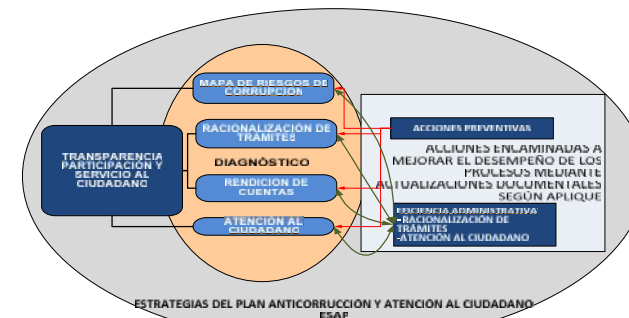 MAPA DE RIESGOS DE
CORRUPCIÓN
RACIONALIZACIÓN DE
TRÁMITES
DIAGNÓSTICO
RENDICION DE
CUENTAS
ATENCIÓN AL
CIUDADANO
TRANSPARENCIA
PARTICIPACIÓN Y
SERVICIO AL
CIUDADANO
ACCIONES PREVENTIVAS
ACCIONES ENCAMINADAS A
MEJORAR EL DESEMPEÑO DE LOS
PROCESOS MEDIANTE
ACTUALIZACIONES DOCUMENTALES
SEGÚN APLIQUE
EFICIENCIA ADMINISTRATIVA
-RACIONALIZACIÓN DE
TRÁMITES
-ATENCIÓN AL CIUDADANO
ESTRATEGIAS DEL PLAN ANTICORRUCCION Y ATENCIÓN AL CIUDADANO
ESAP